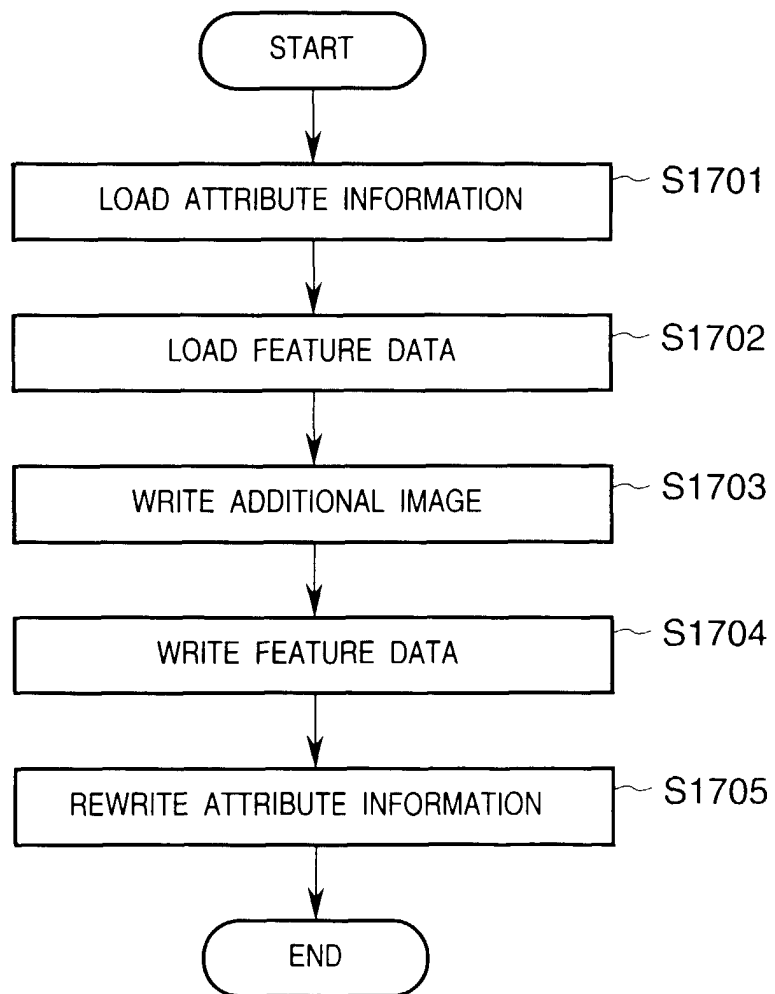 START
LOAD ATTRIBUTE INFORMATION
S1701
LOAD FEATURE DATA
S1702
WRITE ADDITIONAL IMAGE
S1703
WRITE FEATURE DATA
S1704
REWRITE ATTRIBUTE INFORMATION
S1705
END